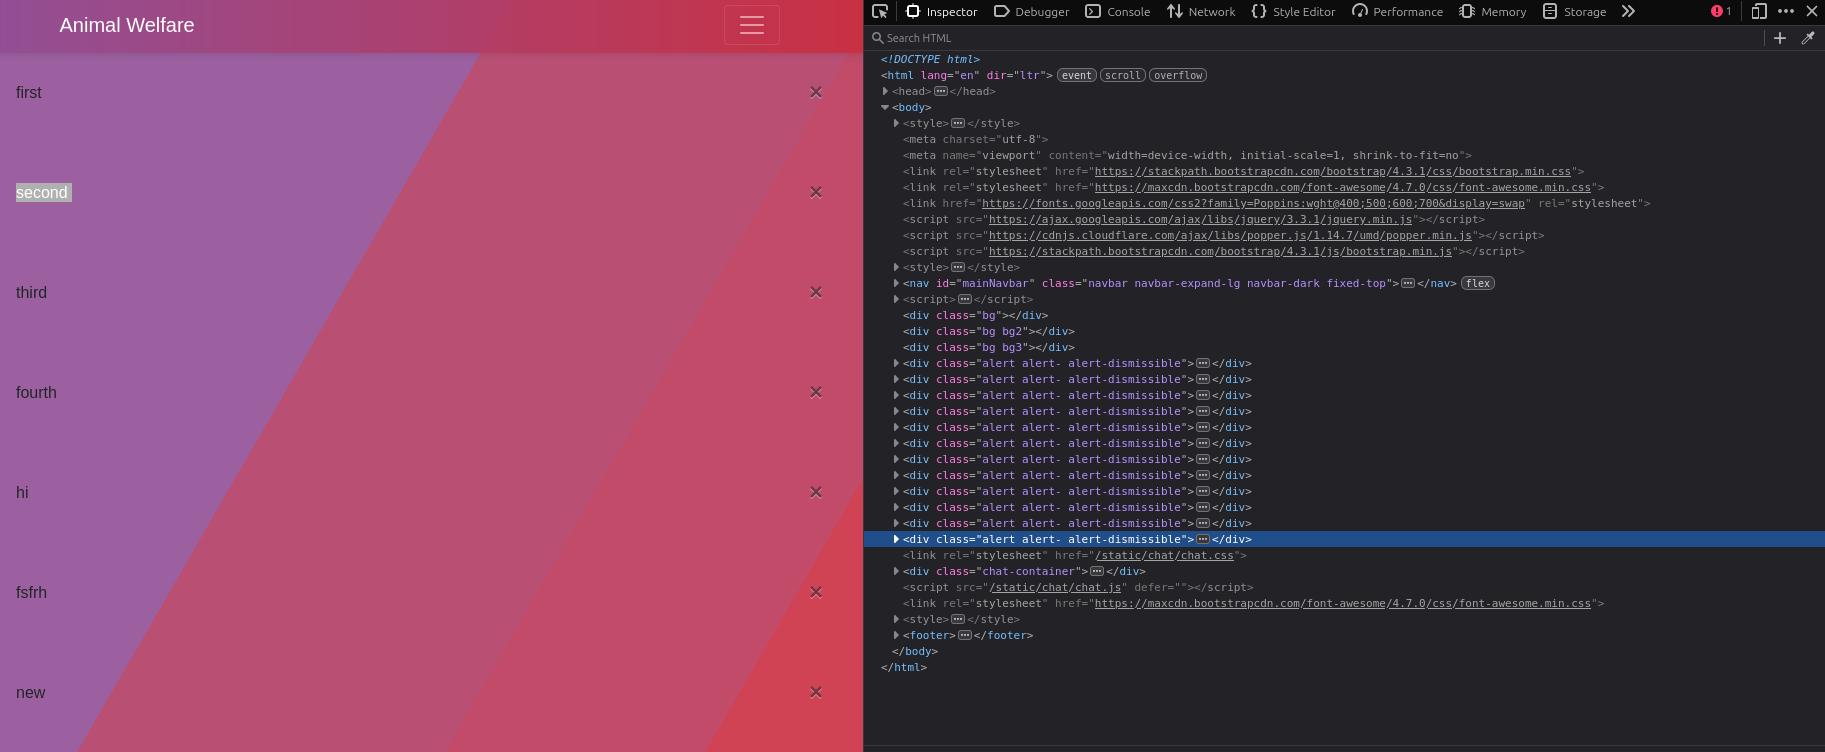 Animal Welfare
first
second
third
fourth
hi
fsfrh
new
Inspector Debugger Console Network Style Editor Performance Memory Storage 1
Search HTML
<!DOCTYPE html>
<html lang="en" dir="ltr"> event scroll overflow
<head> ••• </head>
<body>
<style> ••• </style>
<meta charset="utf-8">
<meta name="viewport" content="width=device-width, initial-scale=1, shrink-to-fit=no">
<link rel="stylesheet" href="https://stackpath.bootstrapcdn.com/bootstrap/4.3.1/css/bootstrap.min.css">
<link rel="stylesheet" href="https://maxcdn.bootstrapcdn.com/font-awesome/4.7.0/css/font-awesome.min.css">
<link href="https://fonts.googleapis.com/css2?family=Poppins:wght@400;500;600;700&display=swap" rel="stylesheet">
<script src="https://ajax.googleapis.com/ajax/libs/jquery/3.3.1/jquery.min.js"></script>
<script src="https://cdnjs.cloudflare.com/ajax/libs/popper.js/1.14.7/umd/popper.min.js"></script>
<script src="https://stackpath.bootstrapcdn.com/bootstrap/4.3.1/js/bootstrap.min.js"></script>
<style> ••• </style>
<nav id="mainNavbar" class="navbar navbar-expand-lg navbar-dark fixed-top"> ••• </nav> flex
<script> ••• </script>
<div class="bg"></div>
<div class="bg bg2"></div>
<div class="bg bg3"></div>
<div class="alert alert- alert-dismissible"> ••• </div>
<div class="alert alert- alert-dismissible"> ••• </div>
<div class="alert alert- alert-dismissible"> ••• </div>
<div class="alert alert- alert-dismissible"> ••• </div>
<div class="alert alert- alert-dismissible"> ••• </div>
<div class="alert alert- alert-dismissible"> ••• </div>
<div class="alert alert- alert-dismissible"> ••• </div>
<div class="alert alert- alert-dismissible"> ••• </div>
<div class="alert alert- alert-dismissible"> ••• </div>
<div class="alert alert- alert-dismissible"> ••• </div>
<div class="alert alert- alert-dismissible"> ••• </div>
<div class="alert alert- alert-dismissible"> ••• </div>
<link rel="stylesheet" href="/static/chat/chat.css">
<div class="chat-container"> ••• </div>
<script src="/static/chat/chat.js" defer=""></script>
<link rel="stylesheet" href="https://maxcdn.bootstrapcdn.com/font-awesome/4.7.0/css/font-awesome.min.css">
<style> ••• </style>
<footer> ••• </footer>
</body>
</html>